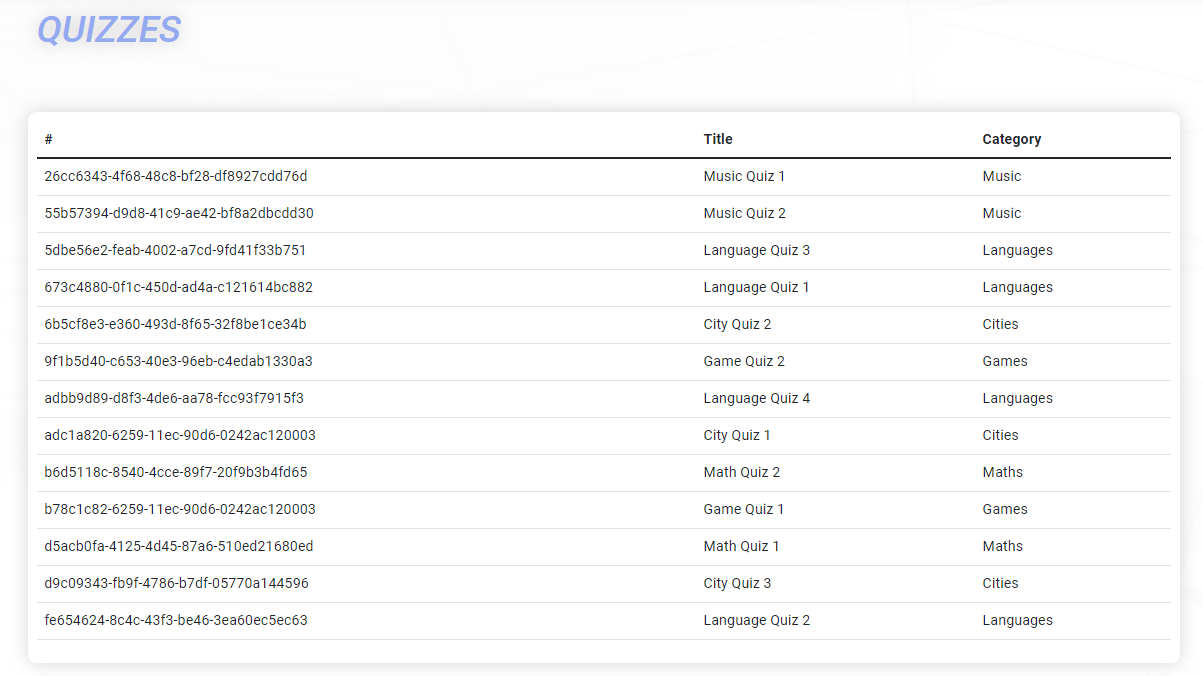 QUIZZES
# Title Category
26cc6343-4f68-48c8-bf28-df8927cdd76d Music Quiz 1 Music
55b57394-d9d8-41c9-ae42-bf8a2dbcdd30 Music Quiz 2 Music
5dbe56e2-feab-4002-a7cd-9fd41f33b751 Language Quiz 3 Languages
673c4880-0f1c-450d-ad4a-c121614bc882 Language Quiz 1 Languages
6b5cf8e3-e360-493d-8f65-32f8be1ce34b City Quiz 2 Cities
9f1b5d40-c653-40e3-96eb-c4edab1330a3 Game Quiz 2 Games
adbb9d89-d8f3-4de6-aa78-fcc93f7915f3 Language Quiz 4 Languages
adc1a820-6259-11ec-90d6-0242ac120003 City Quiz 1 Cities
b6d5118c-8540-4cce-89f7-20f9b3b4fd65 Math Quiz 2 Maths
b78c1c82-6259-11ec-90d6-0242ac120003 Game Quiz 1 Games
d5acb0fa-4125-4d45-87a6-510ed21680ed Math Quiz 1 Maths
d9c09343-fb9f-4786-b7df-05770a144596 City Quiz 3 Cities
fe654624-8c4c-43f3-be46-3ea60ec5ec63 Language Quiz 2 Languages